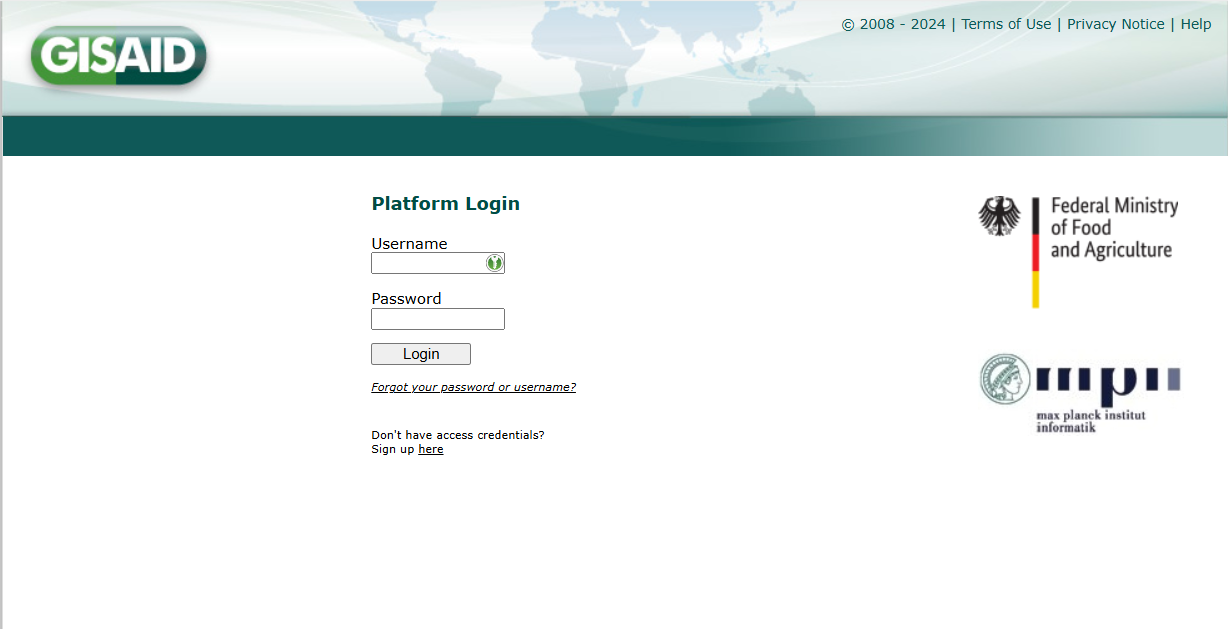 GISAID
© 2008 - 2024 | Terms of Use | Privacy Notice | Help
Platform Login
Username
Password
Login
Forgot your password or username?
Don't have access credentials?
Sign up here
Federal Ministry
of Food
and Agriculture
mpii
max planck institut
informatik